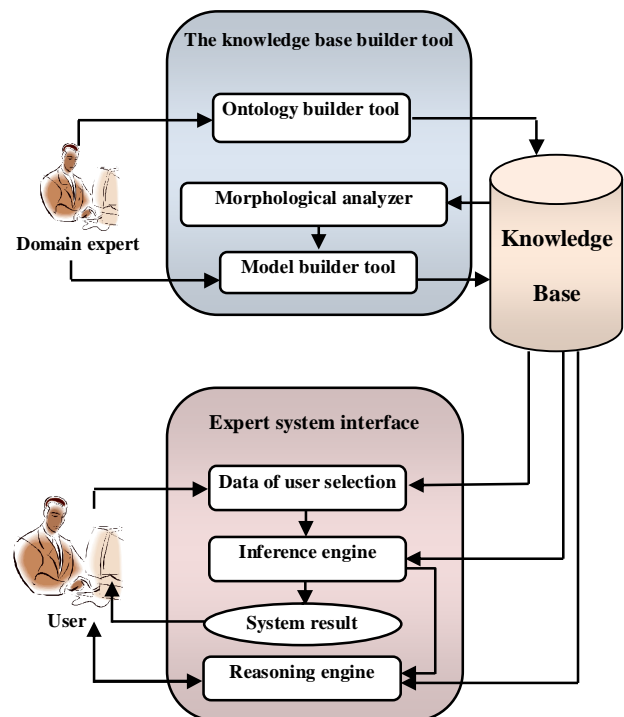 The knowledge base builder tool
Ontology builder tool
Morphological analyzer
Model builder tool
Domain expert
Knowledge
Base
Expert system interface
Data of user selection
Inference engine
System result
Reasoning engine
User